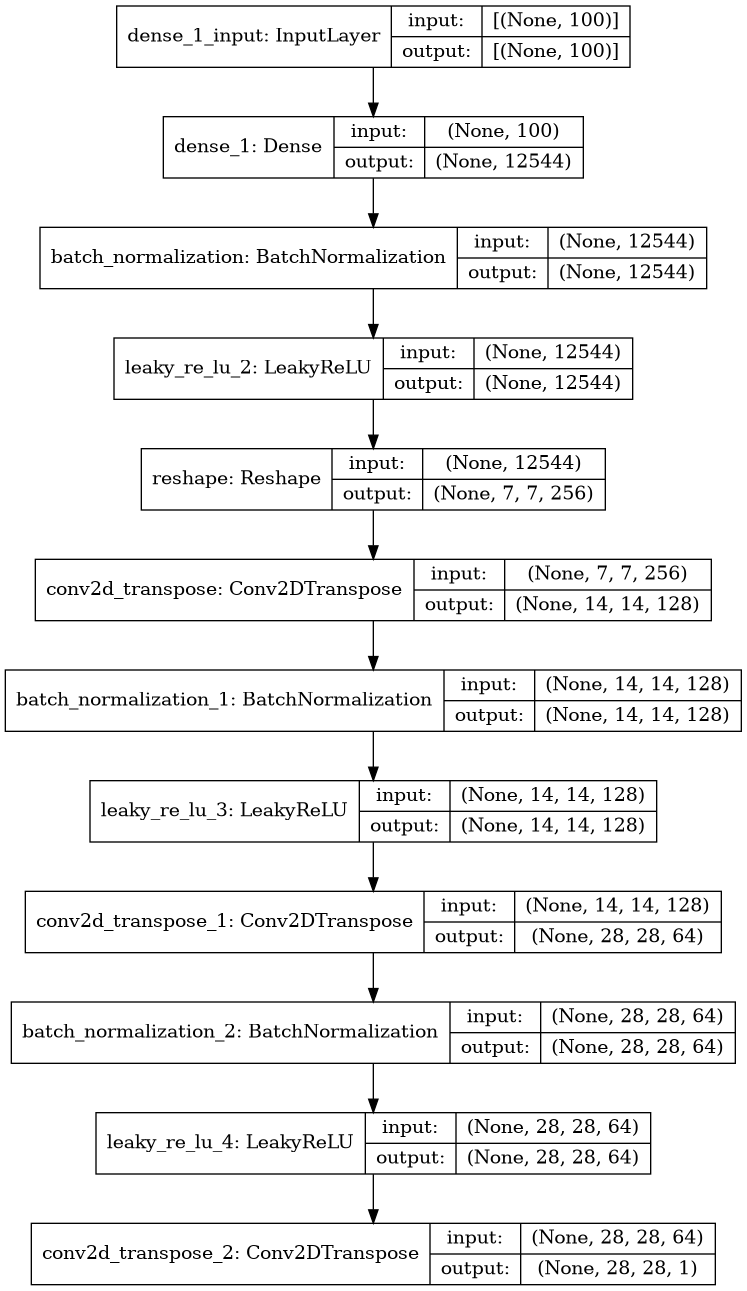 dense_1_input: InputLayer
input:
[(None, 100)]
output:
[(None, 100)]
dense_1: Dense
input:
(None, 100)
output:
(None, 12544)
batch_normalization: BatchNormalization
input:
(None, 12544)
output:
(None, 12544)
leaky_re_lu_2: LeakyReLU
input:
(None, 12544)
output:
(None, 12544)
reshape: Reshape
input:
(None, 12544)
output:
(None, 7, 7, 256)
conv2d_transpose: Conv2DTranspose
input:
(None, 7, 7, 256)
output:
(None, 14, 14, 128)
batch_normalization_1: BatchNormalization
input:
(None, 14, 14, 128)
output:
(None, 14, 14, 128)
leaky_re_lu_3: LeakyReLU
input:
(None, 14, 14, 128)
output:
(None, 14, 14, 128)
conv2d_transpose_1: Conv2DTranspose
input:
(None, 14, 14, 128)
output:
(None, 28, 28, 64)
batch_normalization_2: BatchNormalization
input:
(None, 28, 28, 64)
output:
(None, 28, 28, 64)
leaky_re_lu_4: LeakyReLU
input:
(None, 28, 28, 64)
output:
(None, 28, 28, 64)
conv2d_transpose_2: Conv2DTranspose
input:
(None, 28, 28, 64)
output:
(None, 28, 28, 1)